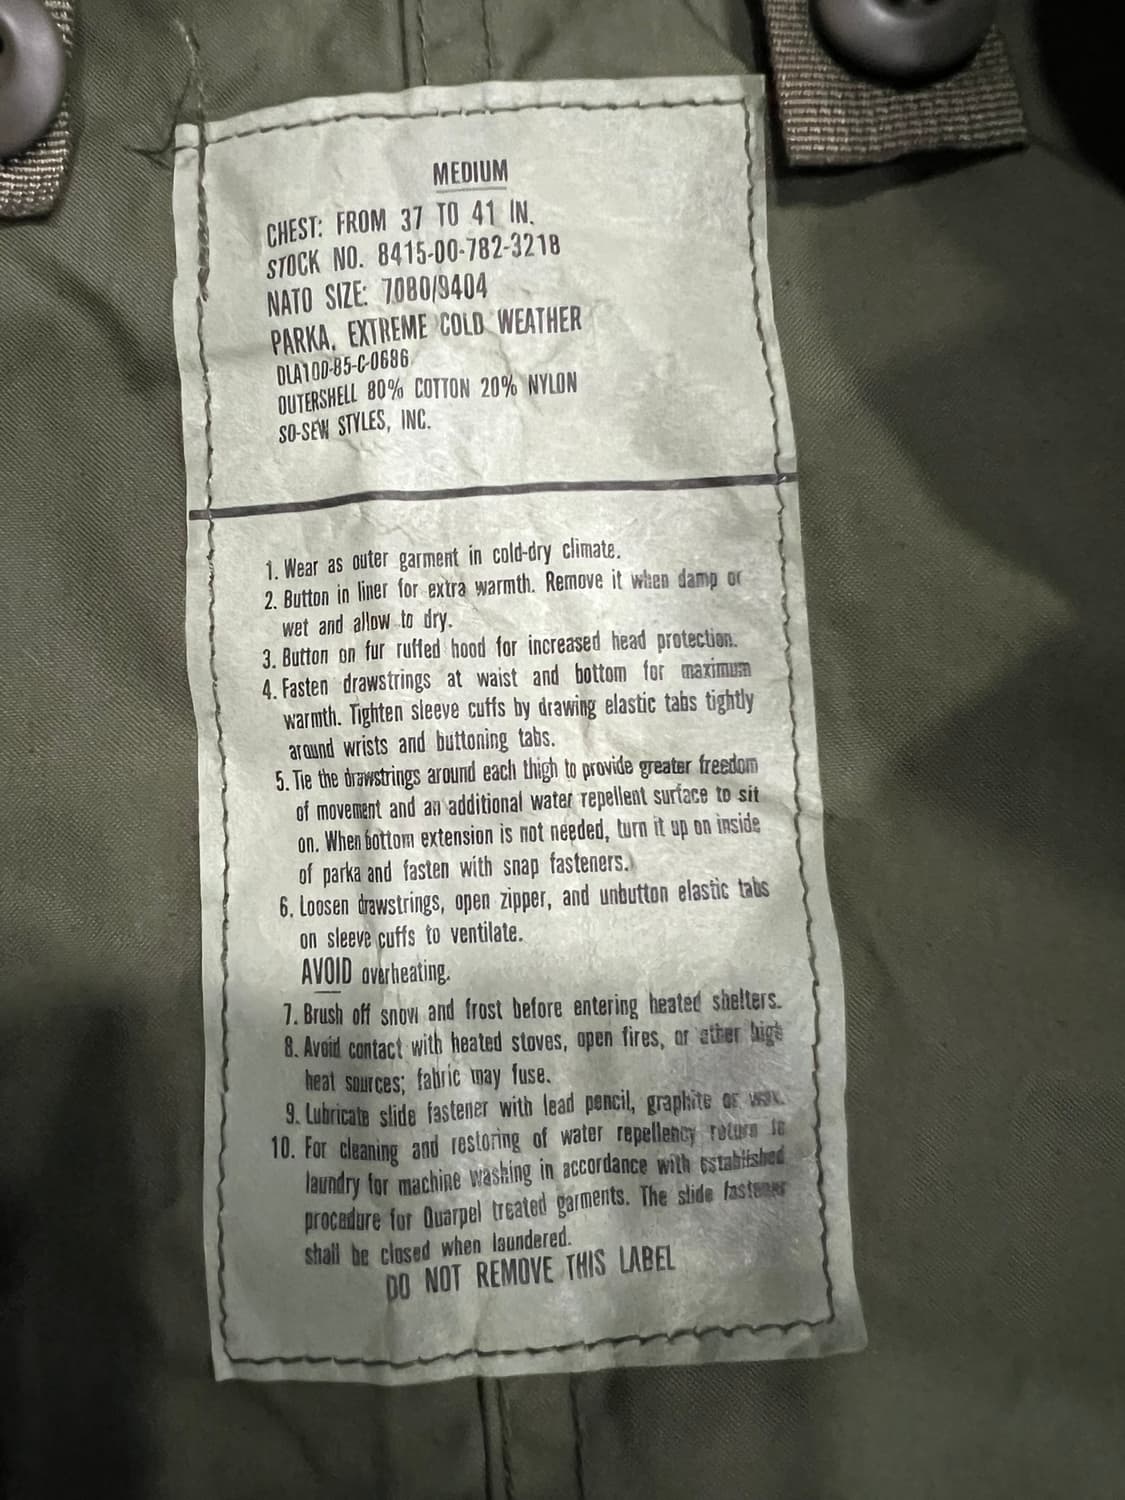 MEDIUM
CHEST: FROM 37 TO 41 IN.
STOCK NO. 8415-00-782-3218
NATO SIZE: 7080/9404
PARKA, EXTREME COLD WEATHER
DLA100-85-C-0686
OUTERSHELL 80% COTTON 20% NYLON
SO-SEW STYLES, INC.
1. Wear as outer garment in cold-dry climate.
2. Button in liner for extra warmth. Remove it when damp or
wet and allow to dry.
3. Button on fur ruffed hood for increased head protection.
4. Fasten drawstrings at waist and bottom for maximum
warmth. Tighten sleeve cuffs by drawing elastic tabs tightly
around wrists and buttoning tabs.
5. Tie the drawstrings around each thigh to provide greater freedom
of movement and an additional water repellent surface to sit
on. When bottom extension is not needed, turn it up on inside
of parka and fasten with snap fasteners.
6. Loosen drawstrings, open zipper, and unbutton elastic tabs
on sleeve cuffs to ventilate.
AVOID overheating.
7. Brush off snow and frost before entering heated shelters.
8. Avoid contact with heated stoves, open fires, or other high
heat sources; fabric may fuse.
9. Lubricate slide fastener with lead pencil, graphite or wax.
10. For cleaning and restoring of water repellency return to
laundry for machine washing in accordance with established
procedure for Quarpel treated garments. The slide fastener
shall be closed when laundered.
DO NOT REMOVE THIS LABEL